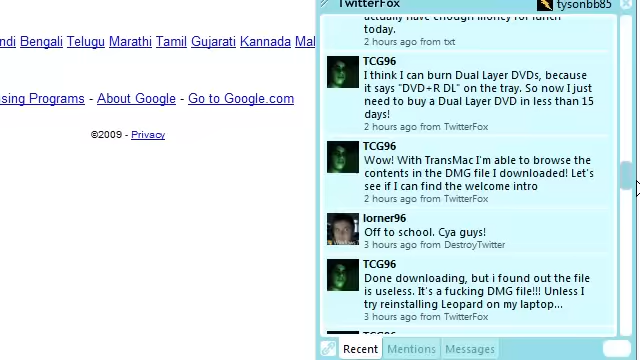 ndi Bengali Telugu Marathi Tamil Gujarati Kannada Mal
sing Programs - About Google - Go to Google.com
©2009 - Privacy
TwitterFox
tysonbb85
actually have enough money for lunch
today.
2 hours ago from txt
TCG96
I think I can burn Dual Layer DVDs, because
it says "DVD+R DL" on the tray. So now I just
need to buy a Dual Layer DVD in less than 15
days!
2 hours ago from TwitterFox
TCG96
Wow! With TransMac I'm able to browse the
contents in the DMG file I downloaded! Let's
see if I can find the welcome intro
2 hours ago from TwitterFox
lorner96
Off to school. Cya guys!
3 hours ago from DestroyTwitter
TCG96
Done downloading, but i found out the file
is useless. It's a fucking DMG file!!! Unless I
try reinstalling Leopard on my laptop...
3 hours ago from TwitterFox
TCG96
Recent Mentions Messages